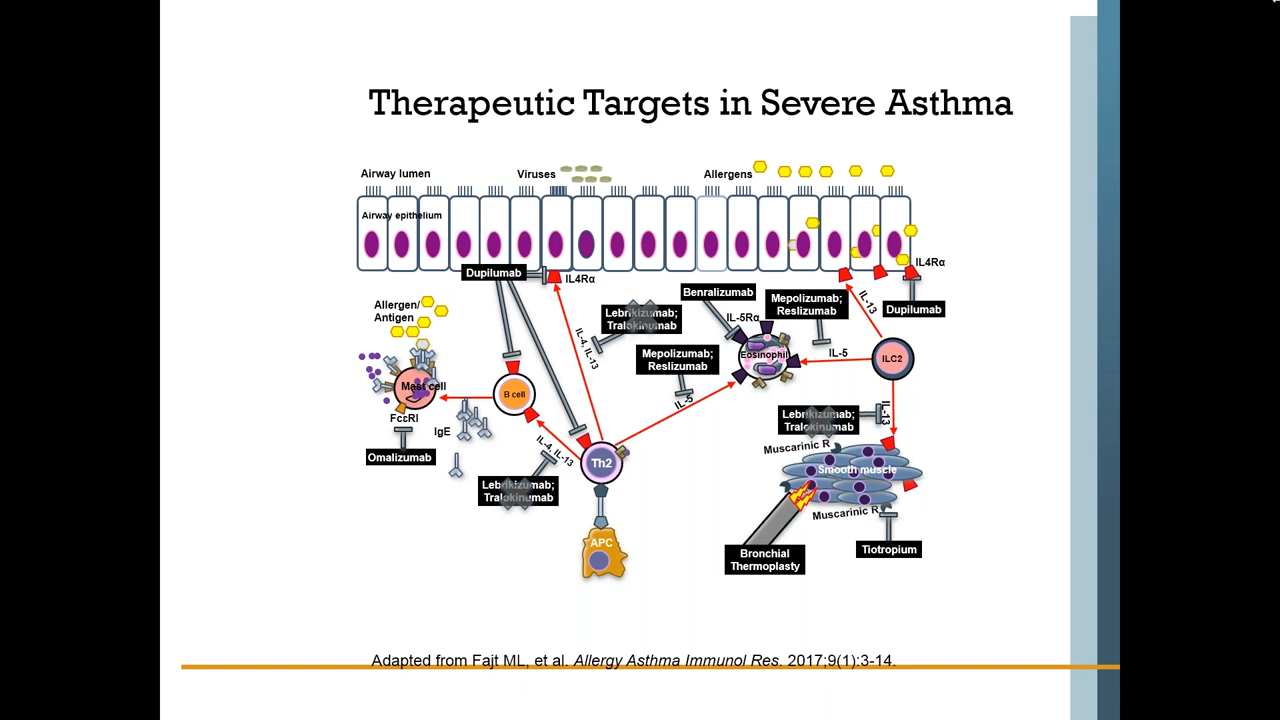 Therapeutic Targets in Severe Asthma
Airway lumen
Viruses
Allergens
Airway epithelium
Dupilumab
IL4Rα
IL4Rα
Dupilumab
Benralizumab
Mepolizumab;
Reslizumab
IL-13
Allergen/
Antigen
Lebrikizumab;
Tralokinumab
IL-5Rα
IL-4, IL-13
Mepolizumab;
Reslizumab
Eosinophil
IL-5
ILC2
Mast cell
B cell
IL-5
FcεRI
IgE
Lebrikizumab;
Tralokinumab
IL-13
Omalizumab
IL-4, IL-13
Th2
Muscarinic R
Smooth muscle
Lebrikizumab;
Tralokinumab
Muscarinic R
APC
Bronchial
Thermoplasty
Tiotropium
Adapted from Fajt ML, et al. Allergy Asthma Immunol Res. 2017;9(1):3-14.